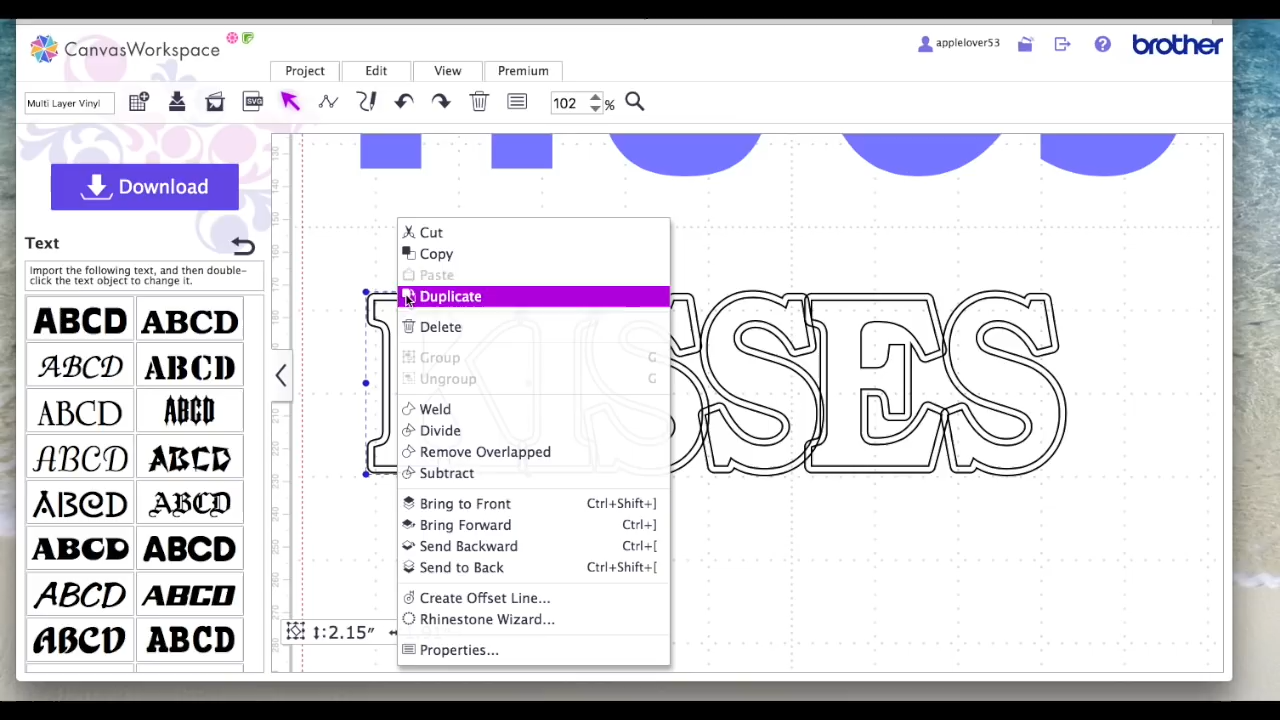 CanvasWorkspace
applelover53
brother
Project
Edit
View
Premium
Multi Layer Vinyl
SVG
102
%
Download
Text
Import the following text, and then double-
click the text object to change it.
ABCD ABCD
ABCD ABCD
ABCD ABCD
ABCD ABCD
ABCD ABCD
ABCD ABCD
ABCD ABCD
ABCD ABCD
Cut
Copy
Paste
Duplicate
Delete
Group G
Ungroup G
Weld
Divide
Remove Overlapped
Subtract
Bring to Front Ctrl+Shift+]
Bring Forward Ctrl+]
Send Backward Ctrl+[
Send to Back Ctrl+Shift+[
Create Offset Line...
Rhinestone Wizard...
Properties...
KISSES
2.15"